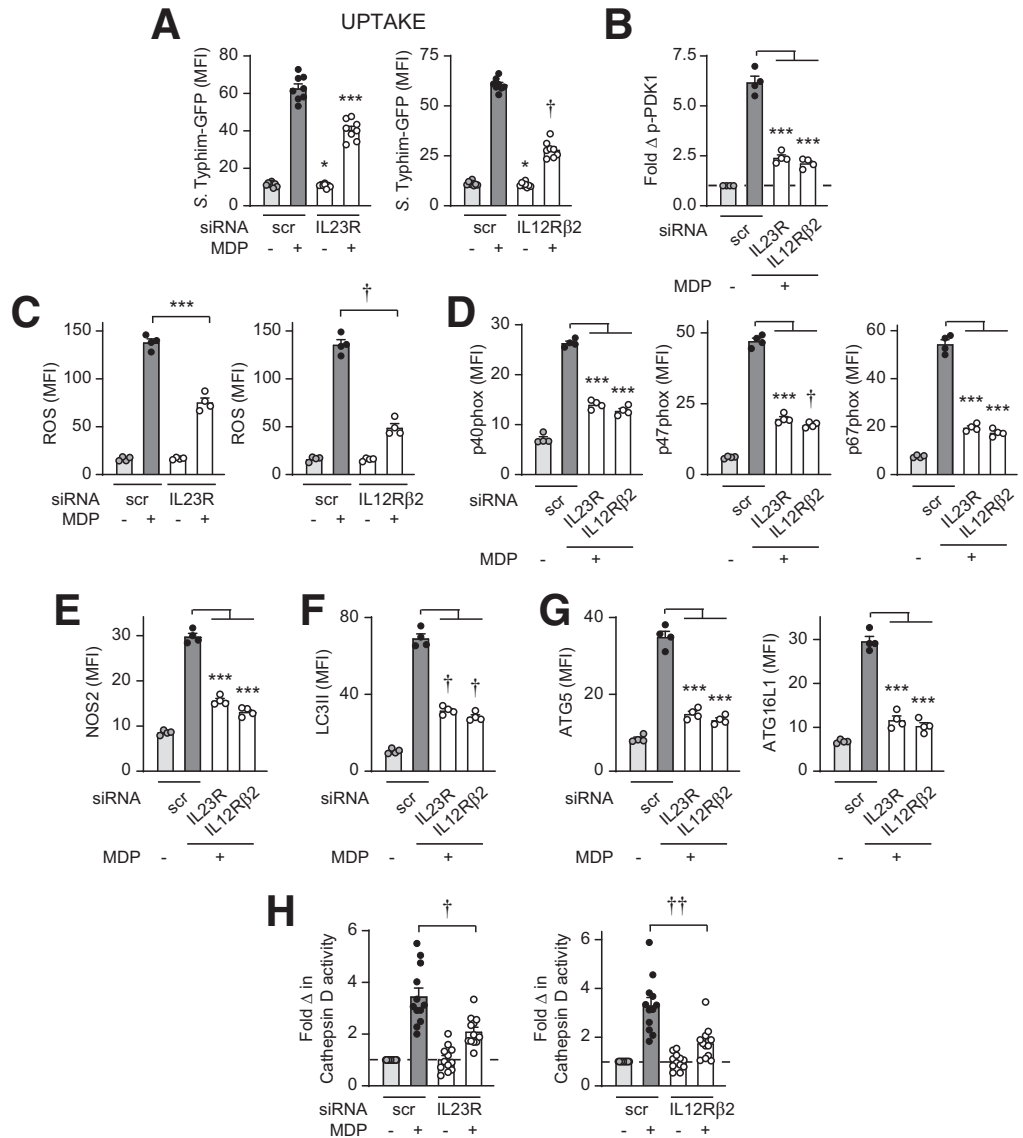 A
UPTAKE
S. Typhim-GFP (MFI)
80
60
40
20
0
*
***
siRNA
scr
IL23R
MDP
- + - +
S. Typhim-GFP (MFI)
75
50
25
0
*
†
scr
IL12Rβ2
- + - +
B
Fold Δ p-PDK1
7.5
5.0
2.5
0.0
***
***
siRNA
scr
IL23R
IL12Rβ2
MDP
- +
C
ROS (MFI)
150
100
50
0
***
siRNA
scr
IL23R
MDP
- + - +
ROS (MFI)
150
100
50
0
†
scr
IL12Rβ2
- + - +
D
p40phox (MFI)
30
20
10
0
***
***
siRNA
scr
IL23R
IL12Rβ2
MDP
- +
p47phox (MFI)
50
25
0
***
†
scr
IL23R
IL12Rβ2
- +
p67phox (MFI)
60
40
20
0
***
***
scr
IL23R
IL12Rβ2
- +
E
NOS2 (MFI)
30
20
10
0
***
***
siRNA
scr
IL23R
IL12Rβ2
MDP
- +
F
LC3II (MFI)
80
40
0
†
†
siRNA
scr
IL23R
IL12Rβ2
MDP
- +
G
ATG5 (MFI)
40
20
0
***
***
siRNA
scr
IL23R
IL12Rβ2
MDP
- +
ATG16L1 (MFI)
30
20
10
0
***
***
scr
IL23R
IL12Rβ2
- +
H
Fold Δ in
Cathepsin D activity
6
4
2
0
†
siRNA
scr
IL23R
MDP
- + - +
Fold Δ in
Cathepsin D activity
6
4
2
0
††
scr
IL12Rβ2
- + - +